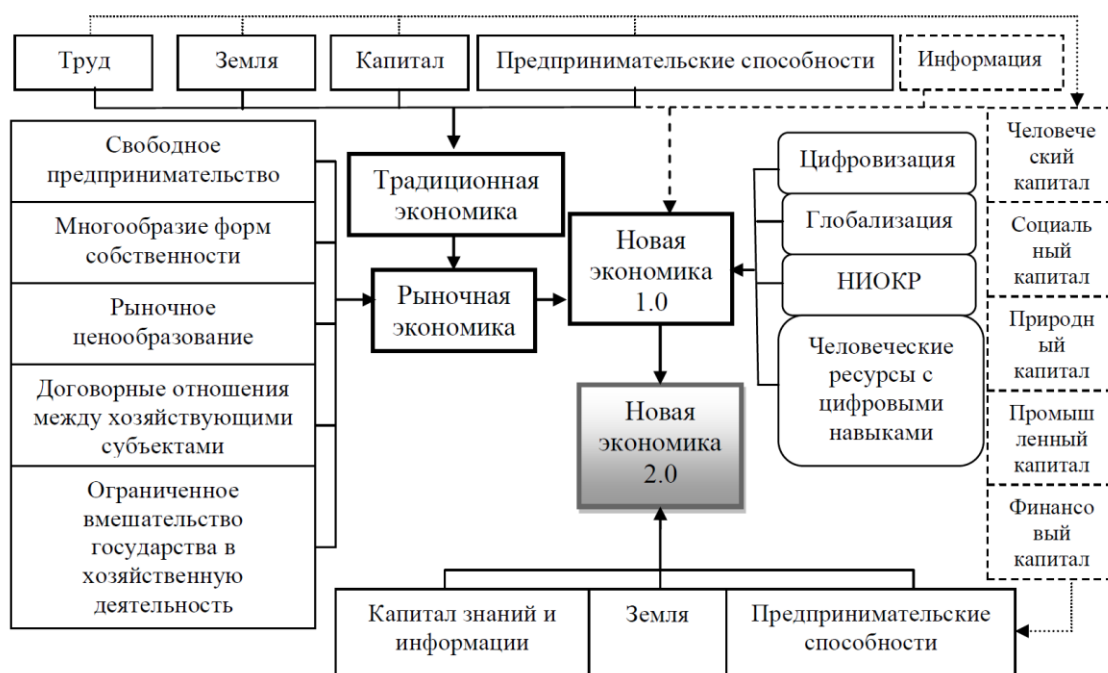 Труд
Земля
Капитал
Предпринимательские способности
Информация
Свободное
предпринимательство
Многообразие форм
собственности
Рыночное
ценообразование
Договорные отношения
между хозяйствующими
субъектами
Ограниченное
вмешательство
государства в
хозяйственную
деятельность
Традиционная
экономика
Рыночная
экономика
Новая
экономика
1.0
Новая
экономика
2.0
Цифровизация
Глобализация
НИОКР
Человеческие
ресурсы с
цифровыми
навыками
Человече
ский
капитал
Социаль
ный
капитал
Природн
ый
капитал
Промыш
ленный
капитал
Финансо
вый
капитал
Капитал знаний и
информации
Земля
Предпринимательские
способности